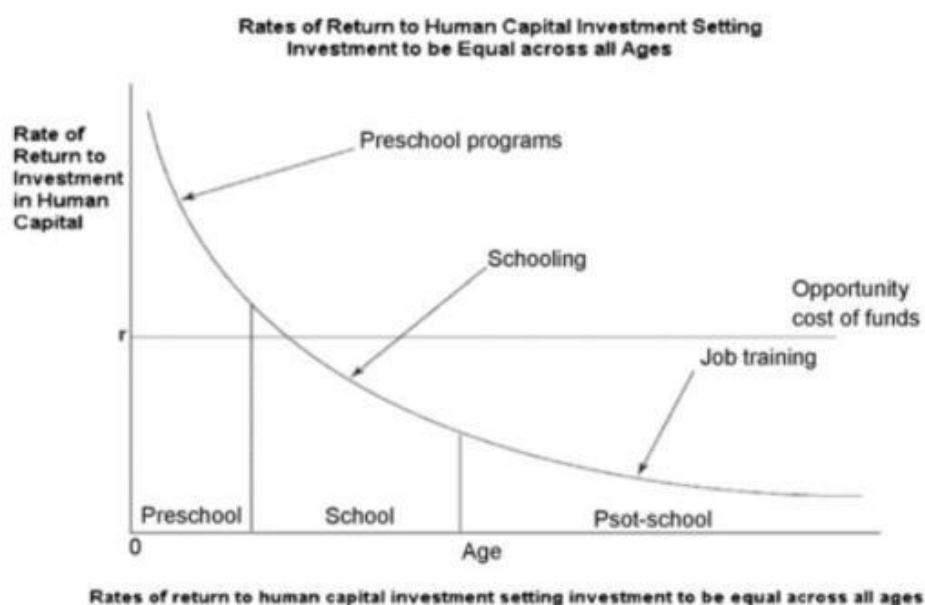 Rates of Return to Human Capital Investment Setting
Investment to be Equal across all Ages
Rate of
Return to
Investment
in Human
Capital
Preschool programs
Schooling
Opportunity
cost of funds
r
Job training
Preschool
School
Psot-school
0
Age
Rates of return to human capital investment setting investment to be equal across all ages